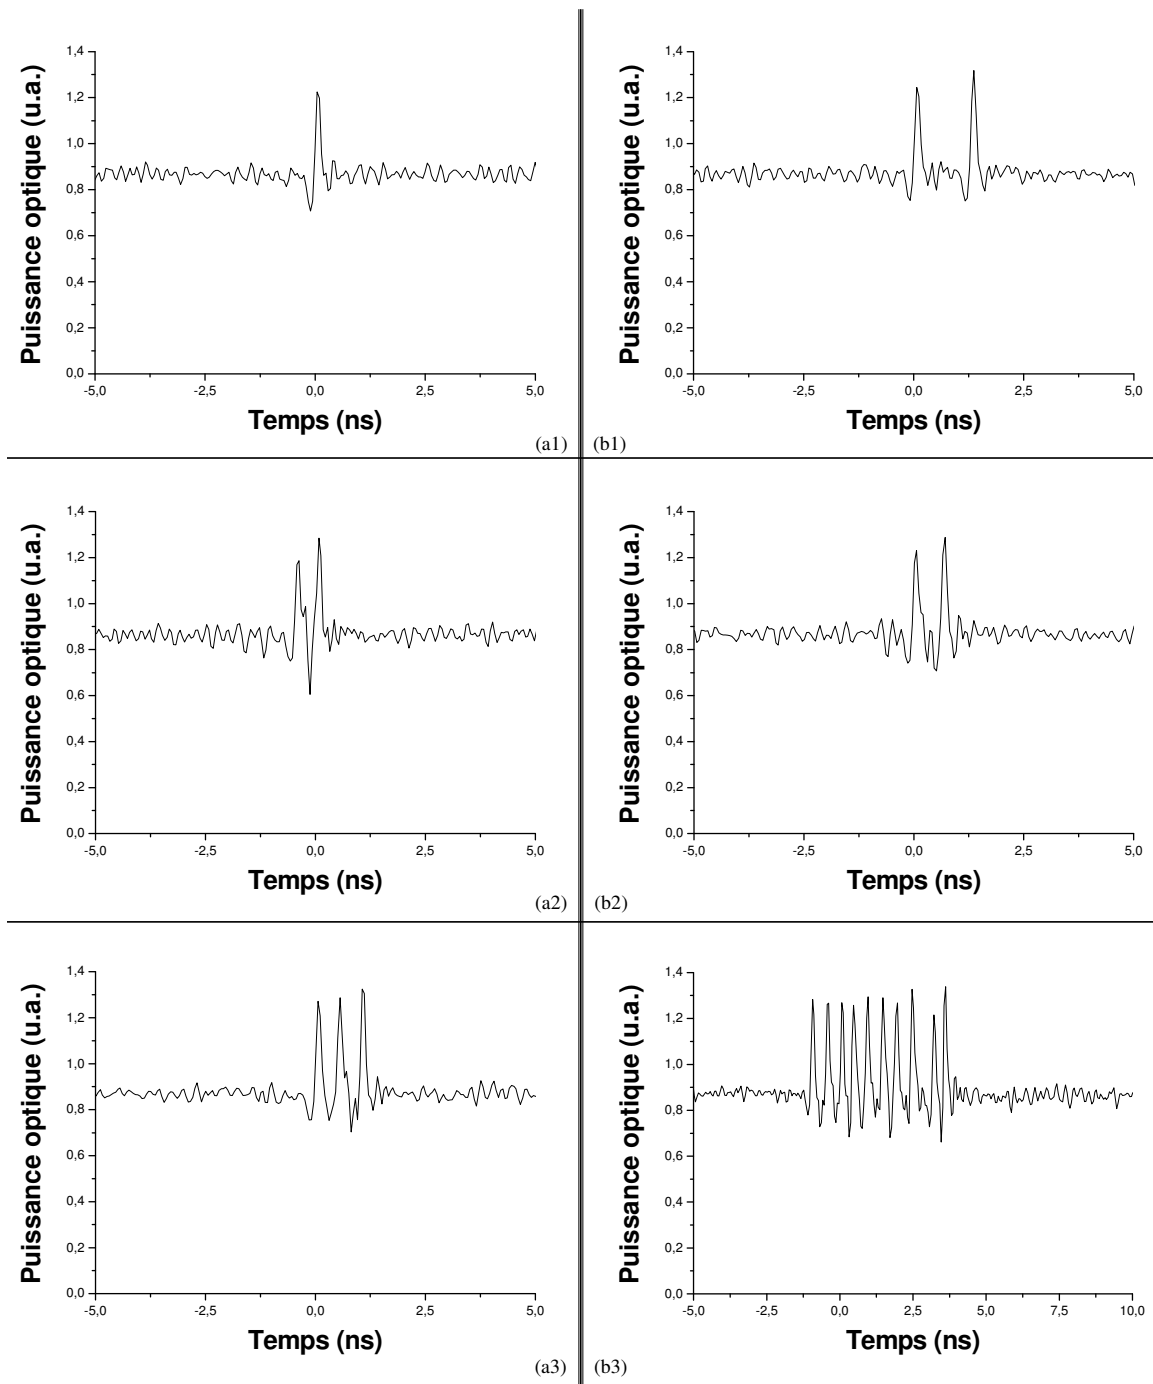 1,4
1,2
1,0
0,8
0,6
0,4
0,2
0,0
Puissance optique (u.a.)
-5,0 -2,5 0,0 2,5 5,0
Temps (ns)
(a1)
1,4
1,2
1,0
0,8
0,6
0,4
0,2
0,0
Puissance optique (u.a.)
-5,0 -2,5 0,0 2,5 5,0
Temps (ns)
(b1)
1,4
1,2
1,0
0,8
0,6
0,4
0,2
0,0
Puissance optique (u.a.)
-5,0 -2,5 0,0 2,5 5,0
Temps (ns)
(a2)
1,4
1,2
1,0
0,8
0,6
0,4
0,2
0,0
Puissance optique (u.a.)
-5,0 -2,5 0,0 2,5 5,0
Temps (ns)
(b2)
1,4
1,2
1,0
0,8
0,6
0,4
0,2
0,0
Puissance optique (u.a.)
-5,0 -2,5 0,0 2,5 5,0
Temps (ns)
(a3)
1,4
1,2
1,0
0,8
0,6
0,4
0,2
0,0
Puissance optique (u.a.)
-5,0 -2,5 0,0 2,5 5,0 7,5 10,0
Temps (ns)
(b3)